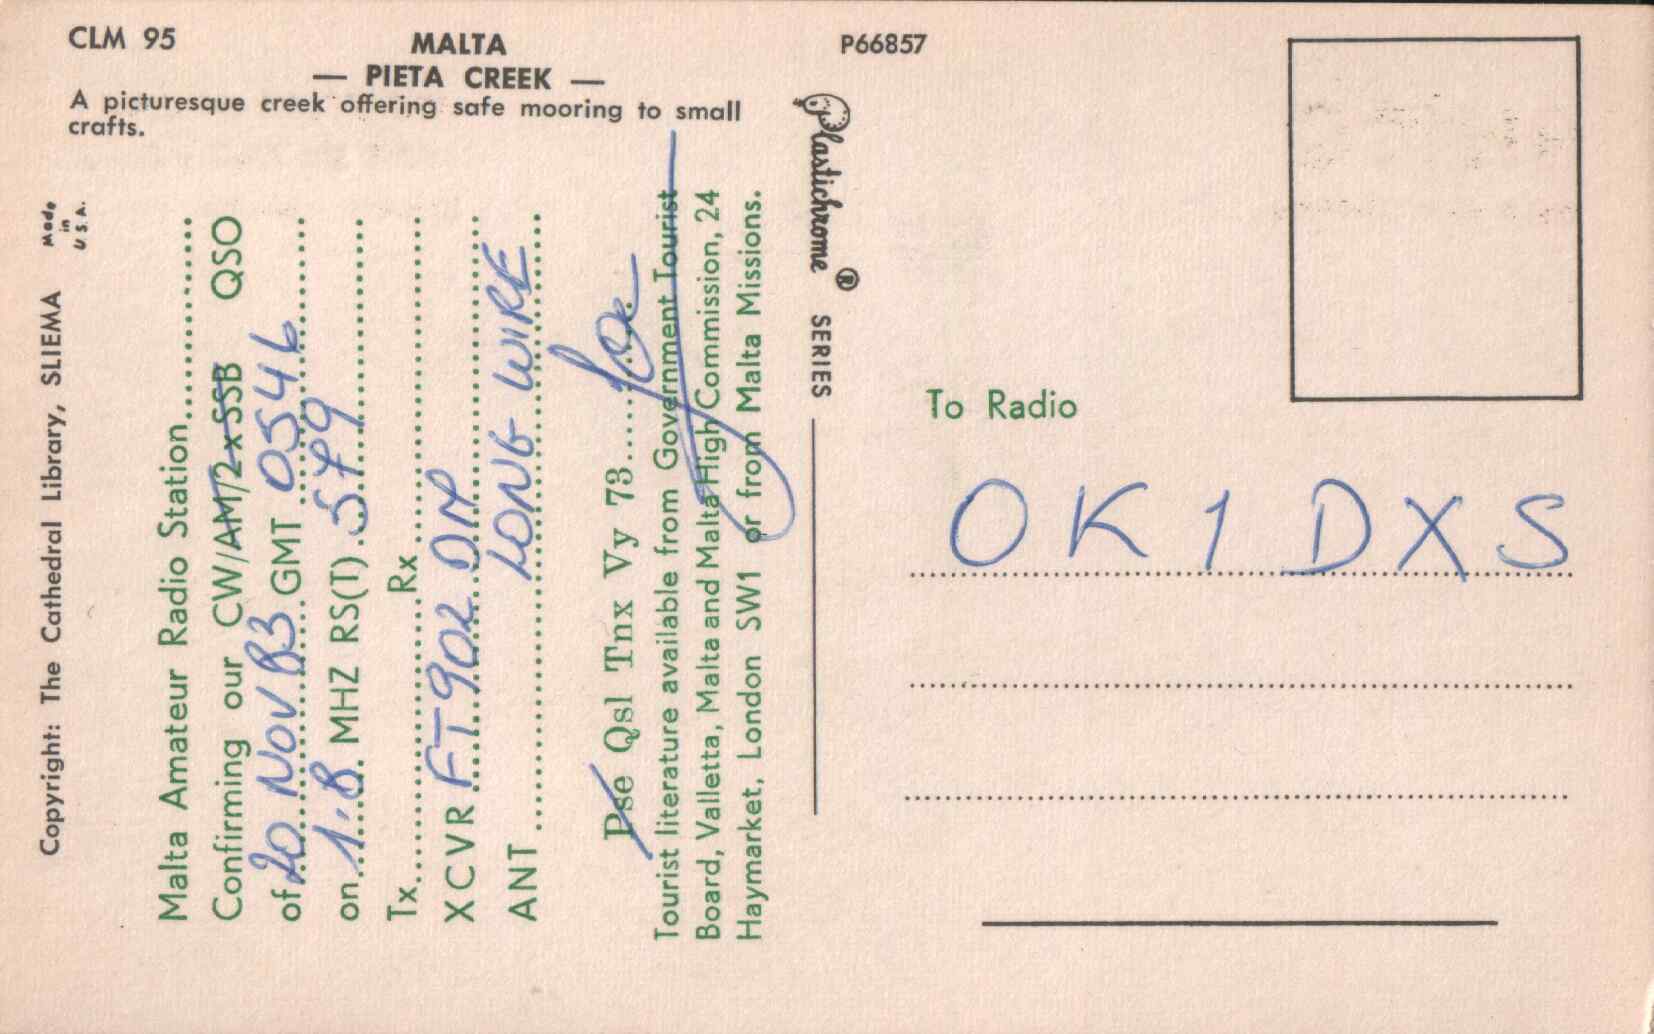 CLM 95
MALTA
— PIETA CREEK —
A picturesque creek offering safe mooring to small
crafts.
P66857
Copyright: The Cathedral Library, SLIEMA
Made
in
U.S.A.
Malta Amateur Radio Station
Confirming our CW/AM/2xSSB QSO
of 20 NOV 83 GMT 0546
on 1.8 MHZ RS(T) 579
Tx Rx
XCVR FT902 DM
ANT LONG WIRE
Pse Qsl Tnx Vy 73 Joe
Tourist literature available from Government Tourist
Board, Valletta, Malta and Malta High Commission, 24
Haymarket, London SW1 or from Malta Missions.
Plastichrome ® SERIES
To Radio
OK1DXS